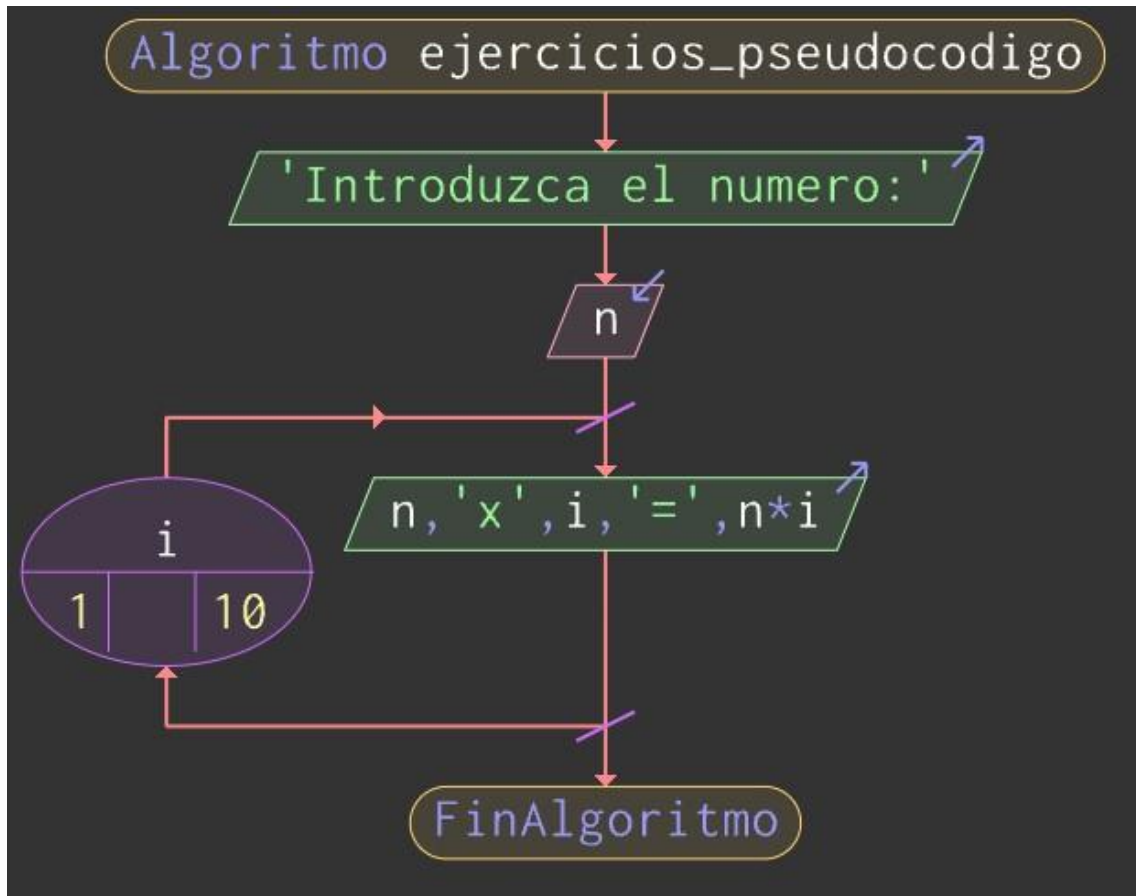 Algoritmo ejercicios_pseudocodigo
'Introduzca el numero:'
n
n,'x',i,'=',n*i
i
1 10
FinAlgoritmo